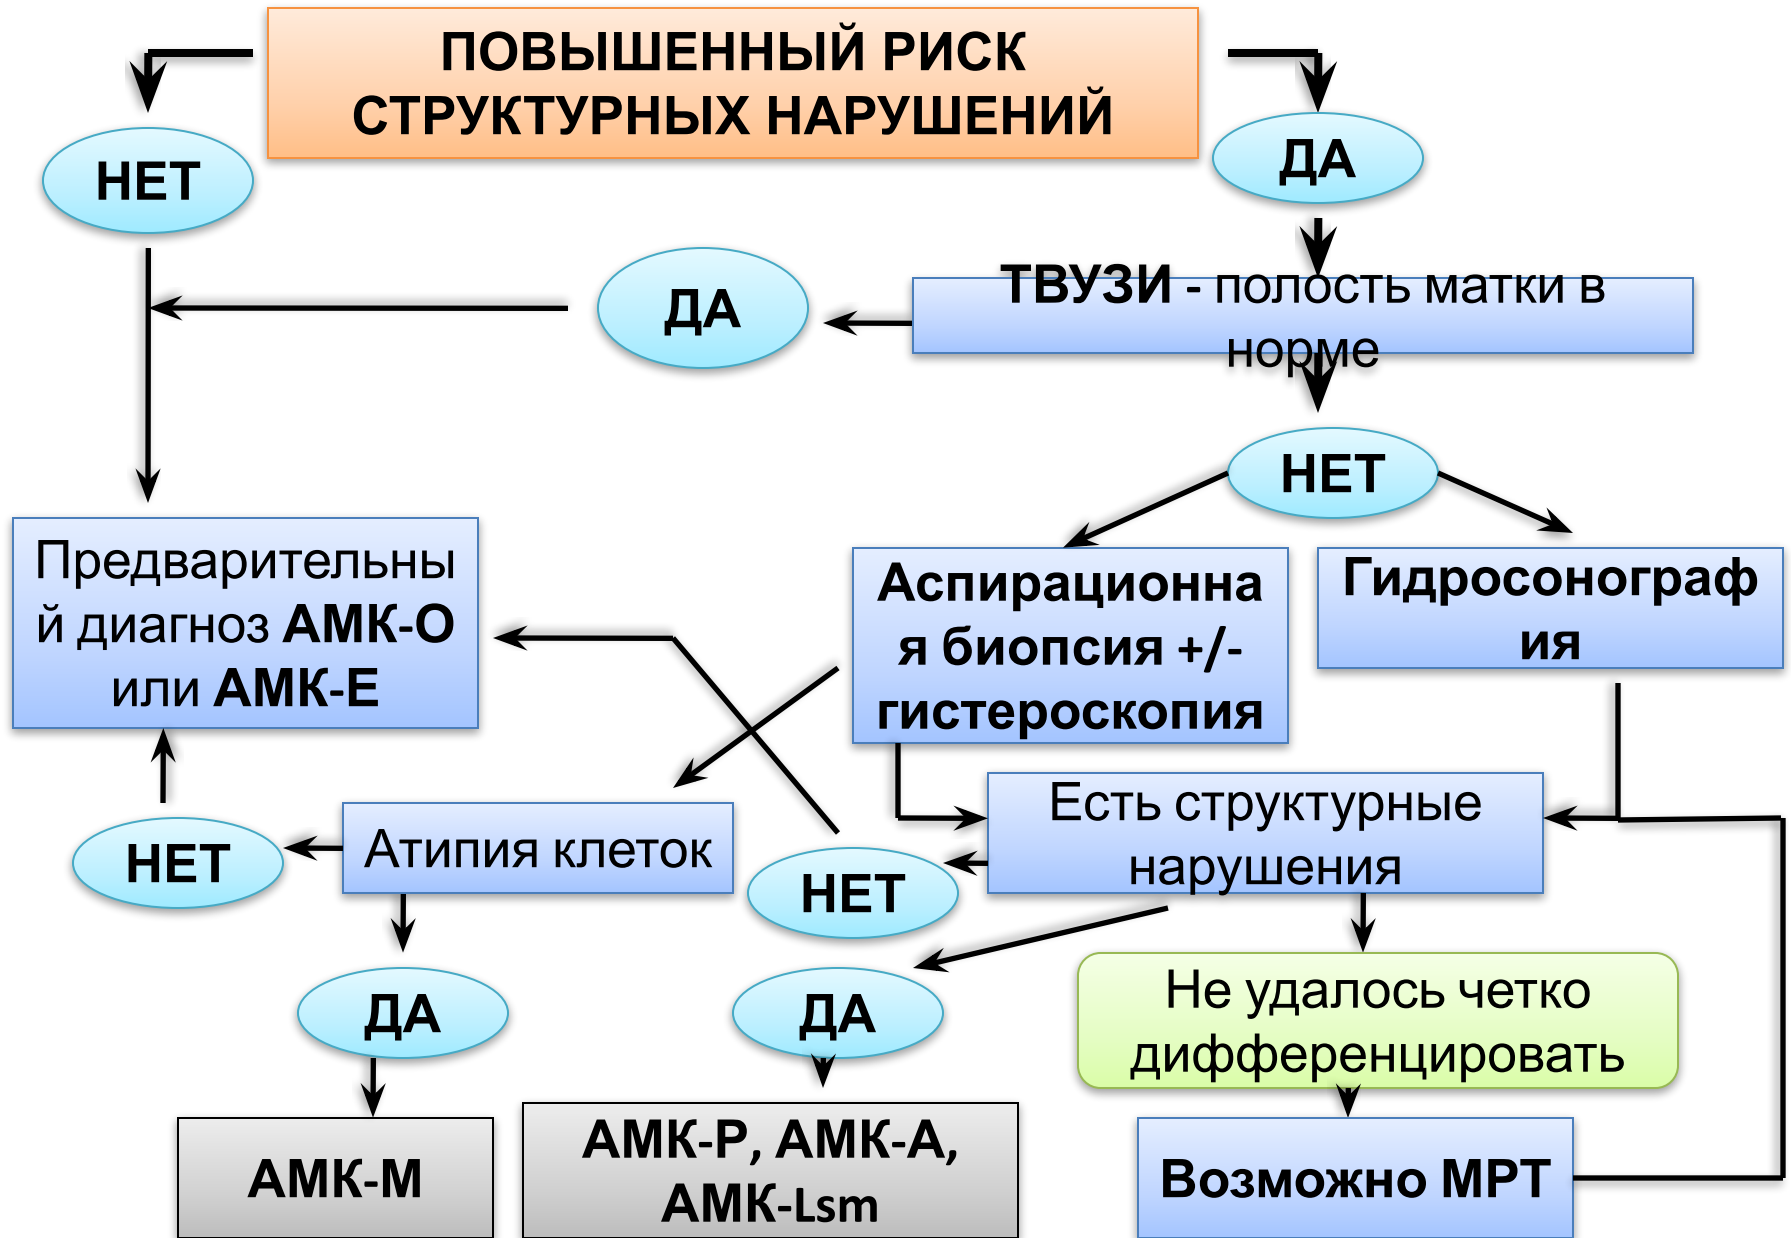 ПОВЫШЕННЫЙ РИСК
СТРУКТУРНЫХ НАРУШЕНИЙ
НЕТ
ДА
ТВУЗИ - полость матки в
норме
ДА
НЕТ
Предварительны
й диагноз АМК-О
или АМК-Е
Аспирационна
я биопсия +/-
гистероскопия
Гидросонограф
ия
Есть структурные
нарушения
Атипия клеток
НЕТ
НЕТ
ДА
ДА
Не удалось четко
дифференцировать
АМК-М
АМК-Р, АМК-А,
АМК-Lsm
Возможно МРТ